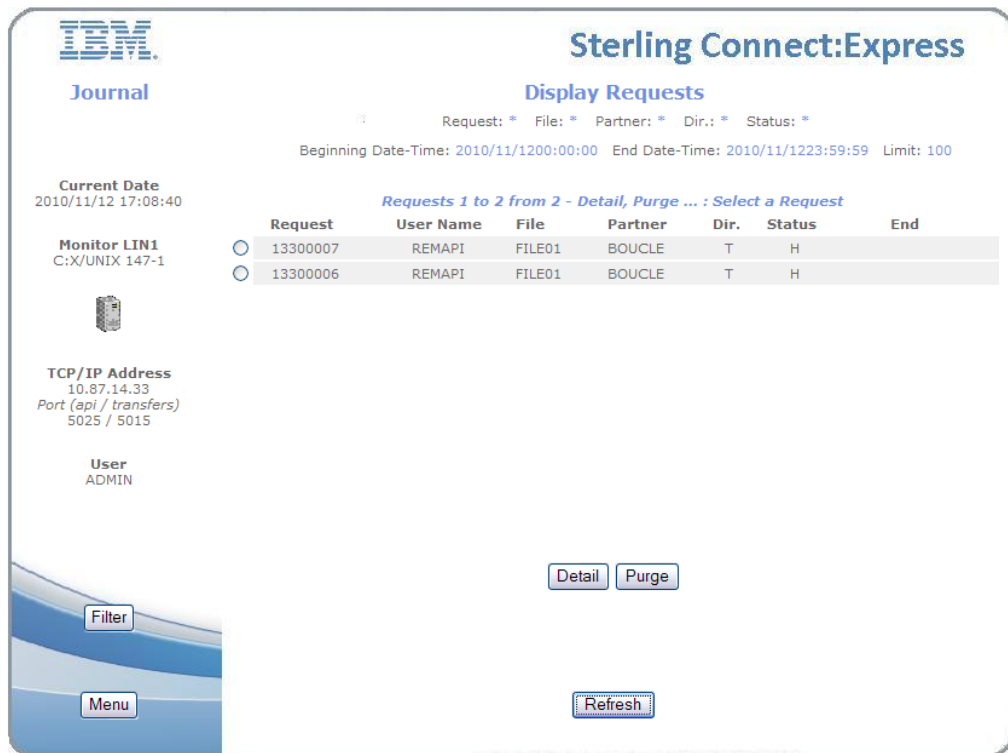 IBM.
Sterling Connect:Express
Journal
Display Requests
Request: * File: * Partner: * Dir.: * Status: *
Beginning Date-Time: 2010/11/1200:00:00 End Date-Time: 2010/11/1223:59:59 Limit: 100
Current Date
2010/11/12 17:08:40
Requests 1 to 2 from 2 - Detail, Purge ... : Select a Request
Request User Name File Partner Dir. Status End
Monitor LIN1
C:X/UNIX 147-1
13300007 REMAPI FILE01 BOUCLE T H
13300006 REMAPI FILE01 BOUCLE T H
TCP/IP Address
10.87.14.33
Port (api / transfers)
5025 / 5015
User
ADMIN
Detail Purge
Filter
Menu
Refresh